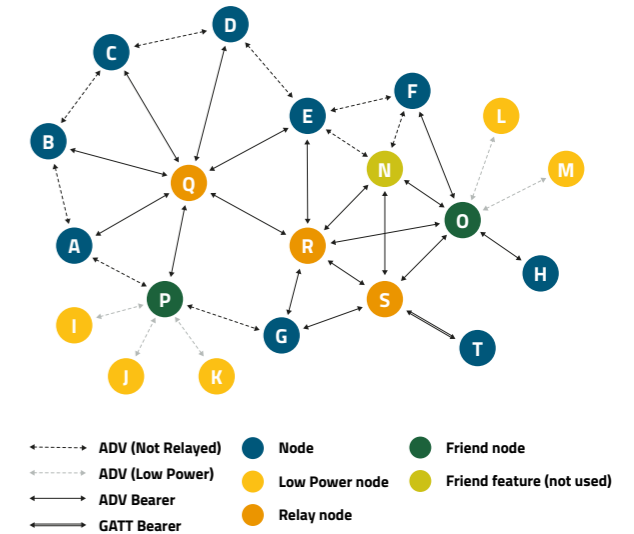 D
C
F
E
L
B
N
M
Q
O
A
R
H
P
S
I
G
T
J
K
ADV (Not Relayed)
Node
Friend node
ADV (Low Power)
Low Power node
Friend feature (not used)
ADV Bearer
Relay node
GATT Bearer